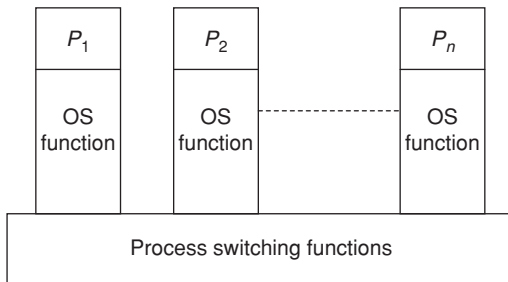 P₁ P₂ Pₙ
OS function OS function OS function
Process switching functions